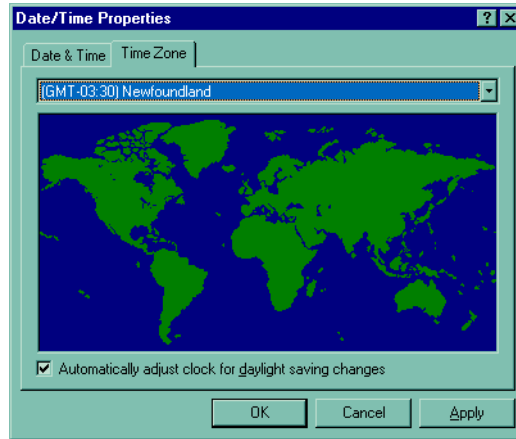 Date/Time Properties
Date & Time Time Zone
(GMT-03:30) Newfoundland
Automatically adjust clock for daylight saving changes
OK Cancel Apply